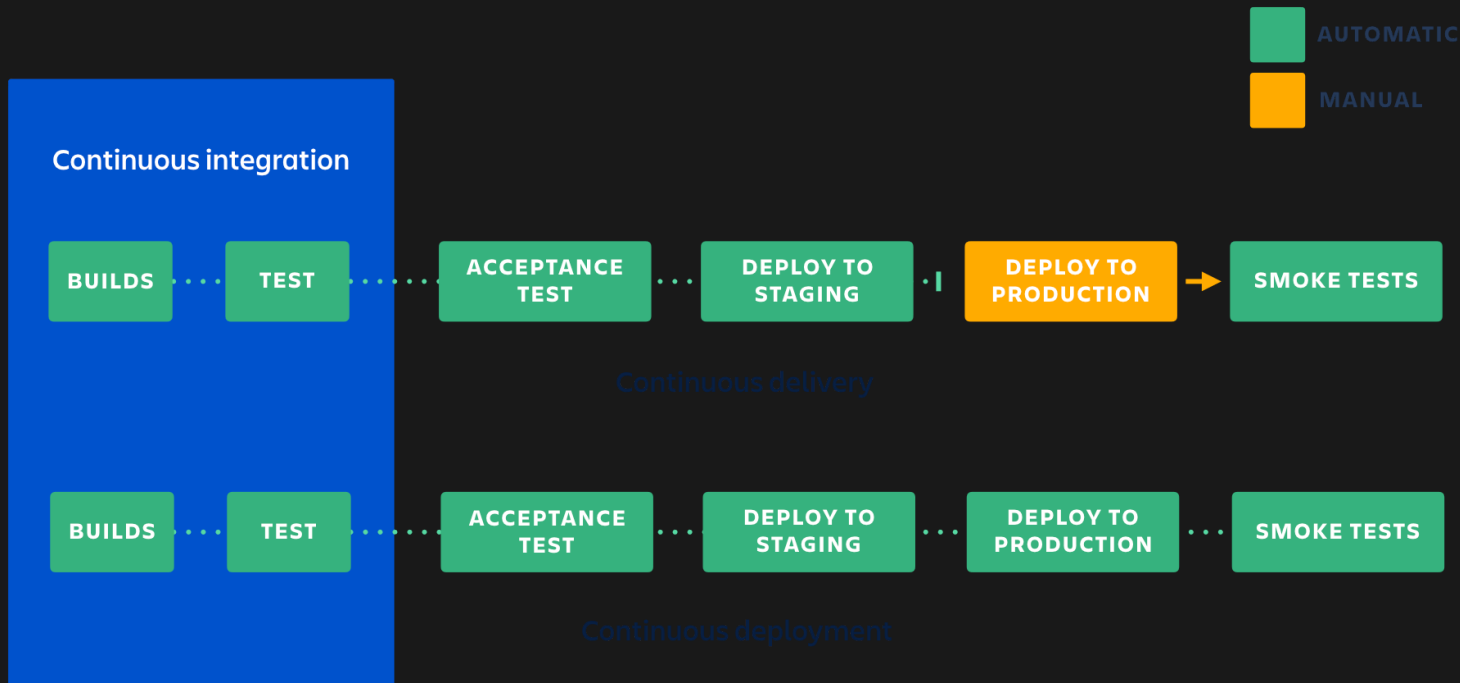 AUTOMATIC
MANUAL
Continuous integration
BUILDS
TEST
ACCEPTANCE
TEST
DEPLOY TO
STAGING
DEPLOY TO
PRODUCTION
SMOKE TESTS
Continuous delivery
BUILDS
TEST
ACCEPTANCE
TEST
DEPLOY TO
STAGING
DEPLOY TO
PRODUCTION
SMOKE TESTS
Continuous deployment